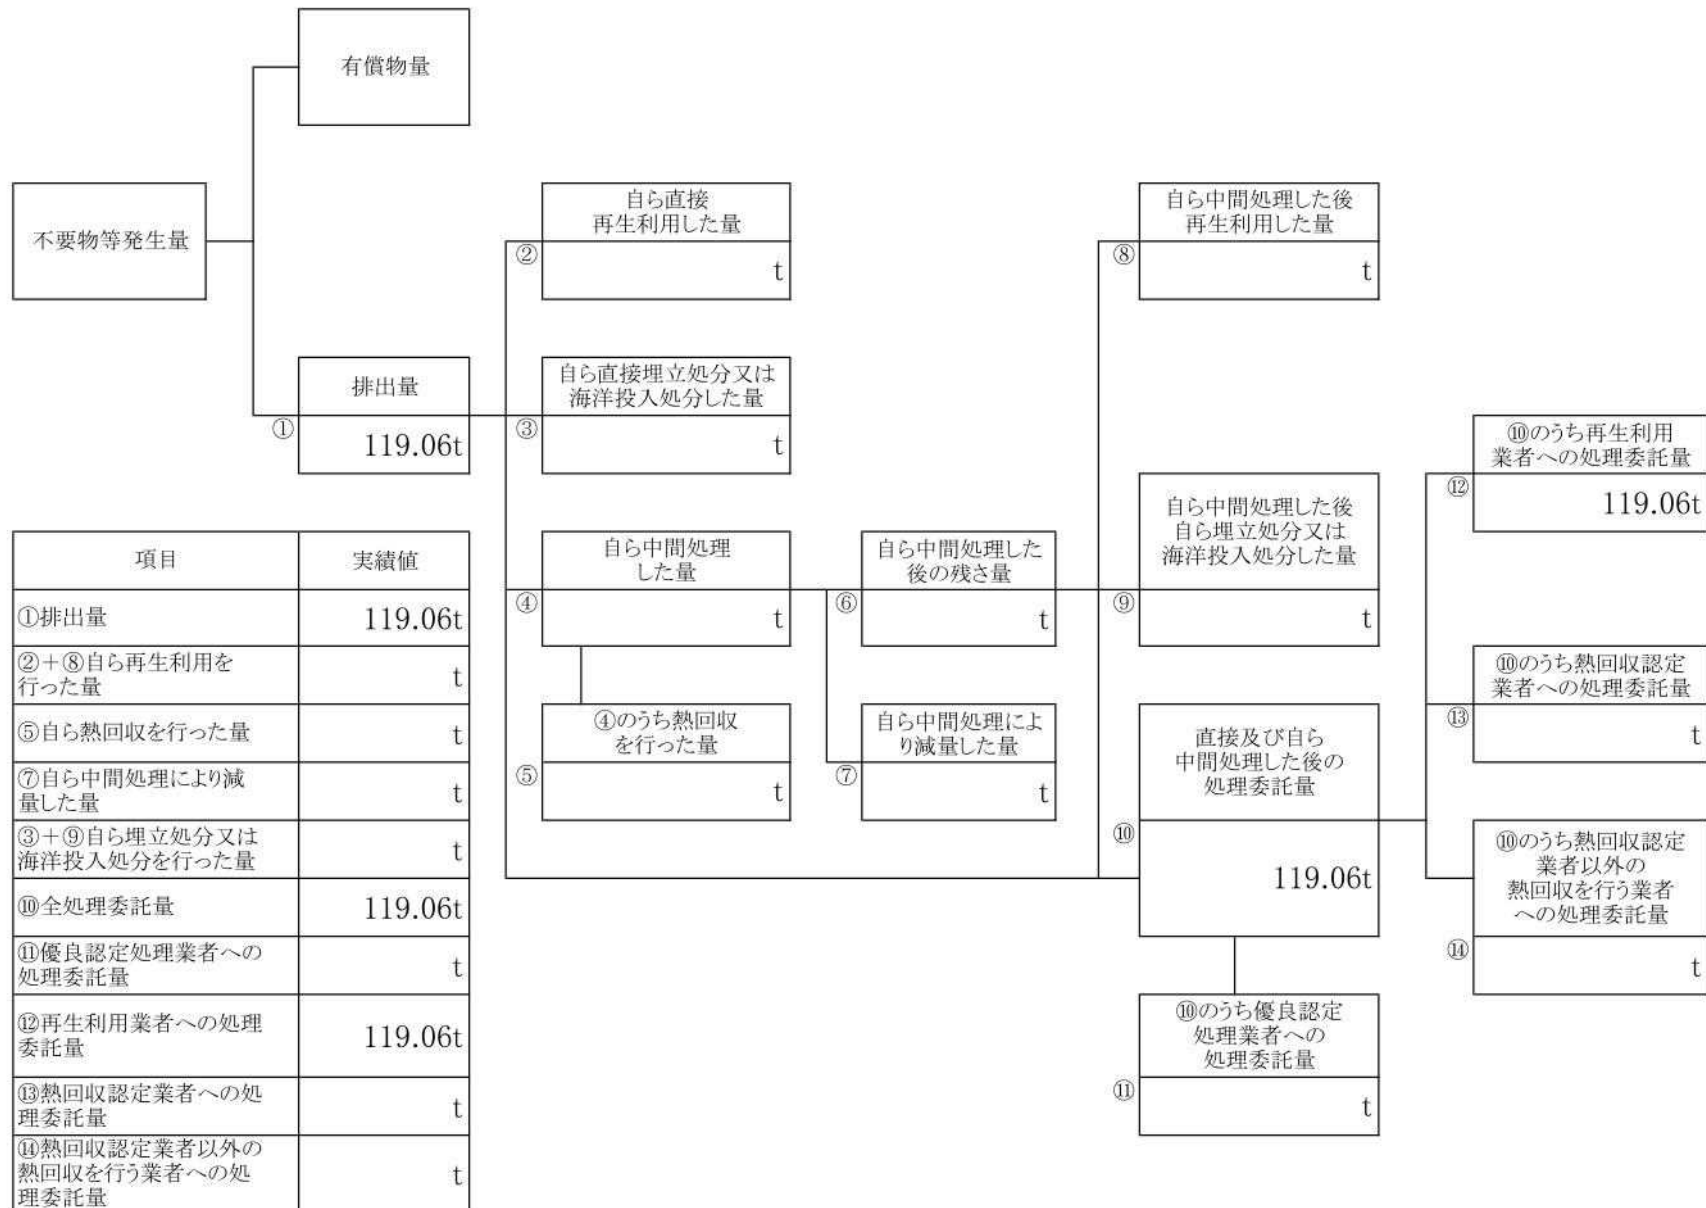 有償物量
不要物等発生量
自ら直接
再生利用した量
②
t
自ら中間処理した後
再生利用した量
⑧
t
排出量
①
119.06t
自ら直接埋立処分又は
海洋投入処分した量
③
t
⑩のうち再生利用
業者への処理委託量
⑫
119.06t
自ら中間処理した後
自ら埋立処分又は
海洋投入処分した量
⑨
t
自ら中間処理
した量
④
t
自ら中間処理した
後の残さ量
⑥
t
⑩のうち熱回収認定
業者への処理委託量
⑬
t
④のうち熱回収
を行った量
⑤
t
自ら中間処理によ
り減量した量
⑦
t
直接及び自ら
中間処理した後の
処理委託量
⑩
119.06t
⑩のうち熱回収認定
業者以外の
熱回収を行う業者
への処理委託量
⑭
t
⑩のうち優良認定
処理業者への
処理委託量
⑪
t
項目 実績値
①排出量 119.06t
②+⑧自ら再生利用を
行った量 t
⑤自ら熱回収を行った量 t
⑦自ら中間処理により減
量した量 t
③+⑨自ら埋立処分又は
海洋投入処分を行った量 t
⑩全処理委託量 119.06t
⑪優良認定処理業者への
処理委託量 t
⑫再生利用業者への処理
委託量 119.06t
⑬熱回収認定業者への処
理委託量 t
⑭熱回収認定業者以外の
熱回収を行う業者への処
理委託量 t